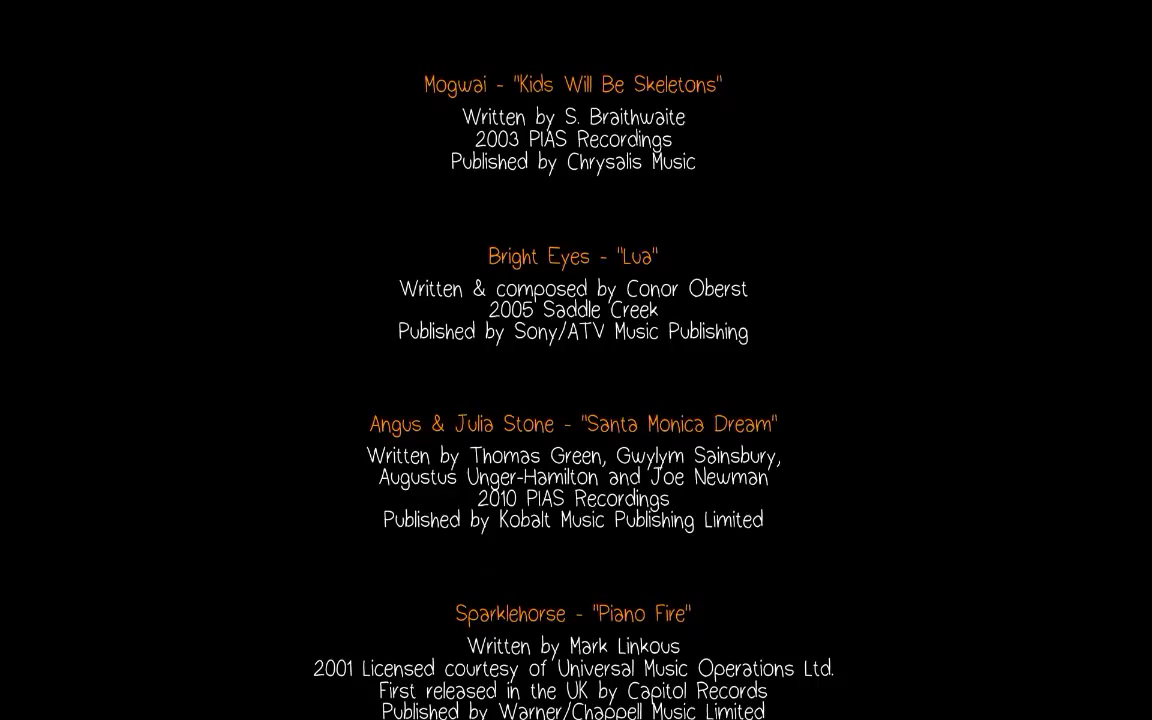 Mogwai - "Kids Will Be Skeletons"
Written by S. Braithwaite
2003 PIAS Recordings
Published by Chrysalis Music
Bright Eyes - "Lua"
Written & composed by Conor Oberst
2005 Saddle Creek
Published by Sony/ATV Music Publishing
Angus & Julia Stone - "Santa Monica Dream"
Written by Thomas Green, Gwylym Sainsbury,
Augustus Unger-Hamilton and Joe Newman
2010 PIAS Recordings
Published by Kobalt Music Publishing Limited
Sparklehorse - "Piano Fire"
Written by Mark Linkous
2001 Licensed courtesy of Universal Music Operations Ltd.
First released in the UK by Capitol Records
Published by Warner/Chappell Music Limited